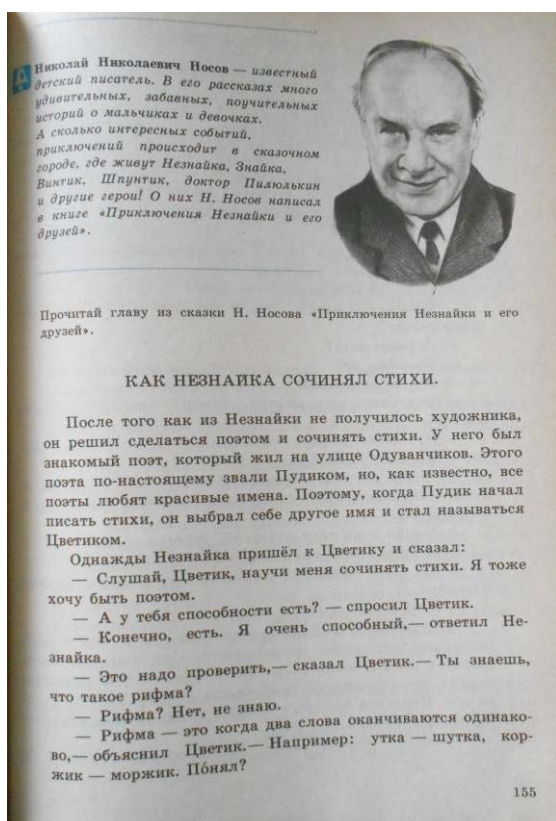 Николай Николаевич Носов — известный
детский писатель. В его рассказах много
удивительных, забавных, поучительных
историй о мальчиках и девочках.
А сколько интересных событий,
приключений происходит в сказочном
городе, где живут Незнайка, Знайка,
Винтик, Шпунтик, доктор Пилюлькин
и другие герои! О них Н. Носов написал
в книге «Приключения Незнайки и его
друзей».
Прочитай главу из сказки Н. Носова «Приключения Незнайки и его
друзей».
КАК НЕЗНАЙКА СОЧИНЯЛ СТИХИ.
После того как из Незнайки не получилось художника,
он решил сделаться поэтом и сочинять стихи. У него был
знакомый поэт, который жил на улице Одуванчиков. Этого
поэта по-настоящему звали Пудиком, но, как известно, все
поэты любят красивые имена. Поэтому, когда Пудик начал
писать стихи, он выбрал себе другое имя и стал называться
Цветиком.
Однажды Незнайка пришёл к Цветику и сказал:
— Слушай, Цветик, научи меня сочинять стихи. Я тоже
хочу быть поэтом.
— А у тебя способности есть? — спросил Цветик.
— Конечно, есть. Я очень способный,— ответил Не-
знайка.
— Это надо проверить,— сказал Цветик.— Ты знаешь,
что такое рифма?
— Рифма? Нет, не знаю.
— Рифма — это когда два слова оканчиваются одинако-
во,— объяснил Цветик.— Например: утка — шутка, кор-
жик — моржик. По́нял?
155